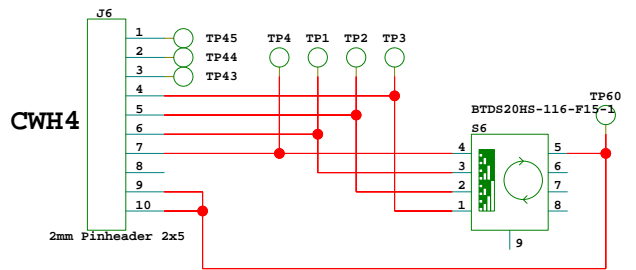 J6
1 TP45 TP4 TP1 TP2 TP3
2 TP44
3 TP43
4
TP60
5 BTDS20HS-116-F15-1
CWH4
6 S6
7 4 5
8 3 6
9 2 7
10 1 8
2mm Pinheader 2x5
9